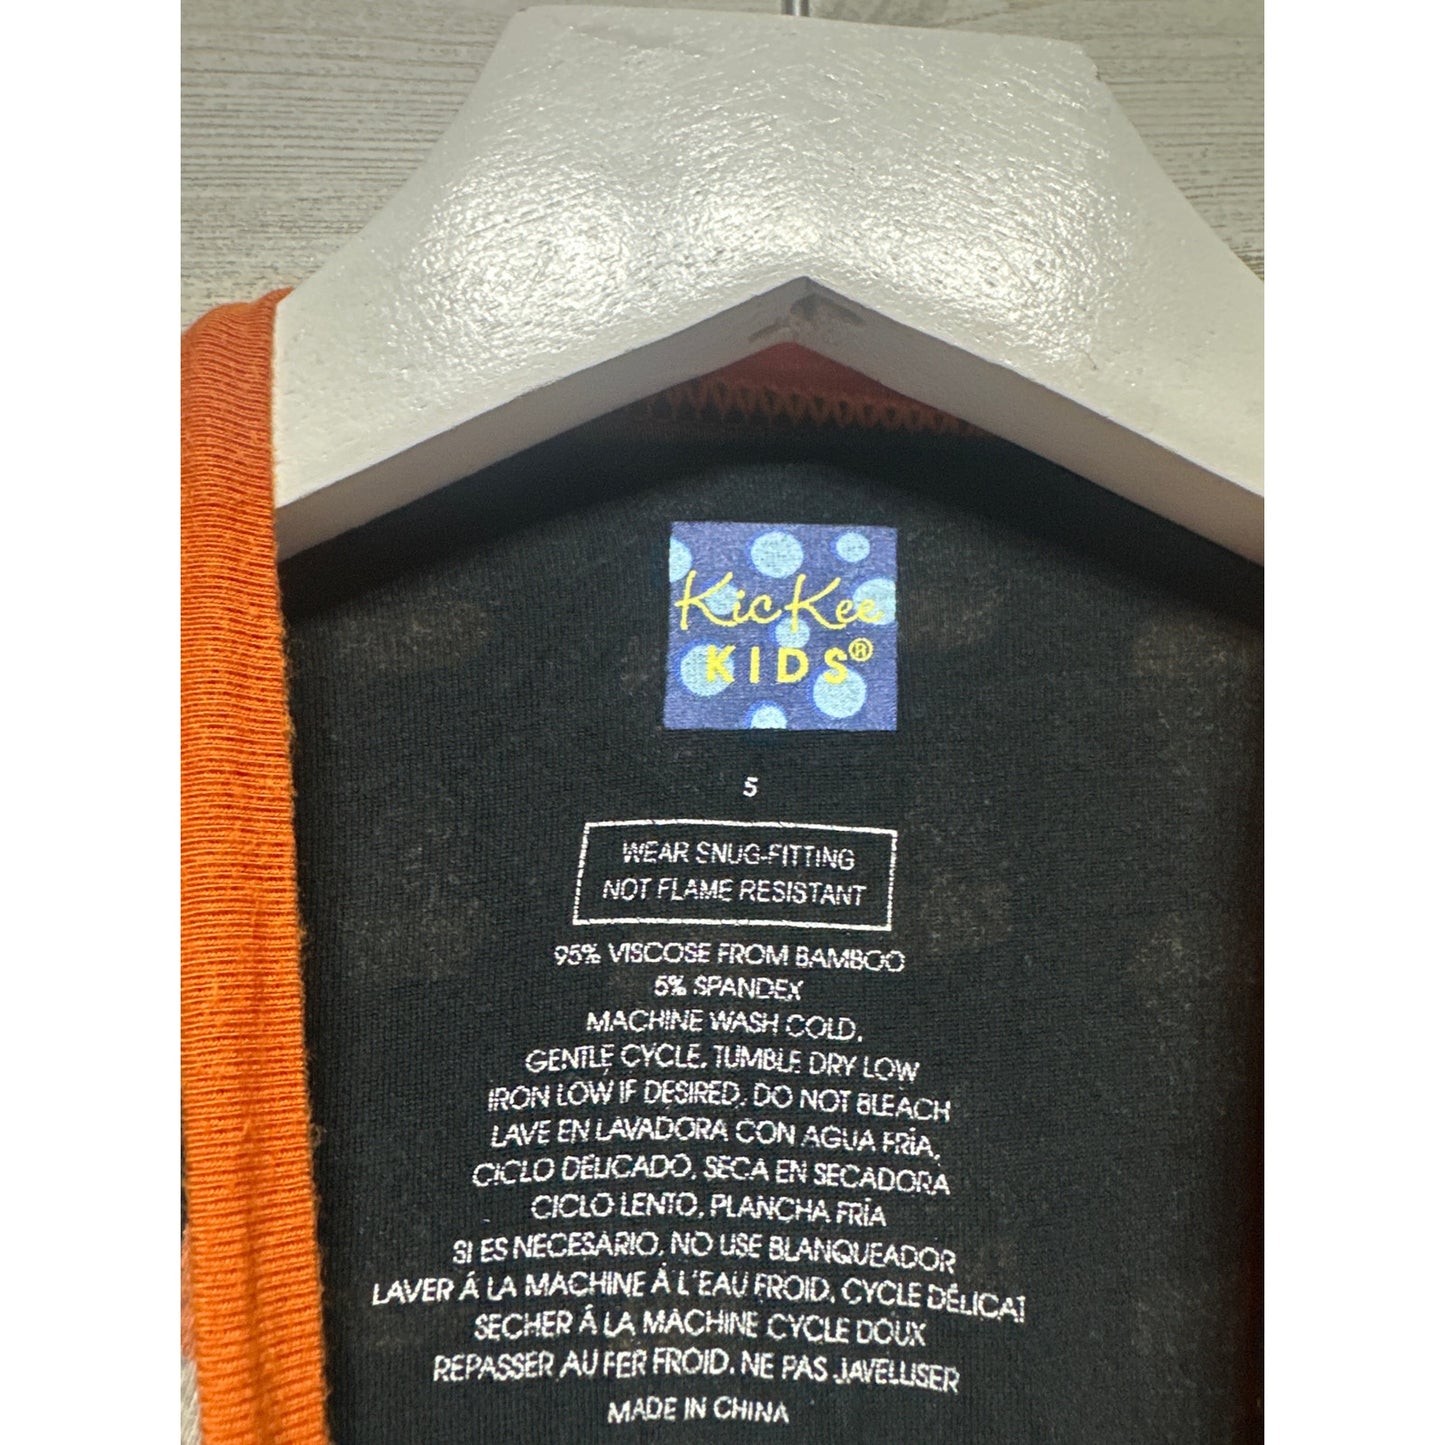 KicKee
KIDS®
5
WEAR SNUG-FITTING
NOT FLAME RESISTANT
95% VISCOSE FROM BAMBOO
5% SPANDEX
MACHINE WASH COLD,
GENTLE CYCLE, TUMBLE DRY LOW
IRON LOW IF DESIRED, DO NOT BLEACH
LAVE EN LAVADORA CON AGUA FRÍA,
CICLO DELICADO, SECA EN SECADORA
CICLO LENTO, PLANCHA FRÍA
SI ES NECESARIO, NO USE BLANQUEADOR
LAVER Á LA MACHINE Á L'EAU FROID, CYCLE DÉLICAT
SECHER Á LA MACHINE CYCLE DOUX
REPASSER AU FER FROID. NE PAS JAVELLISER
MADE IN CHINA